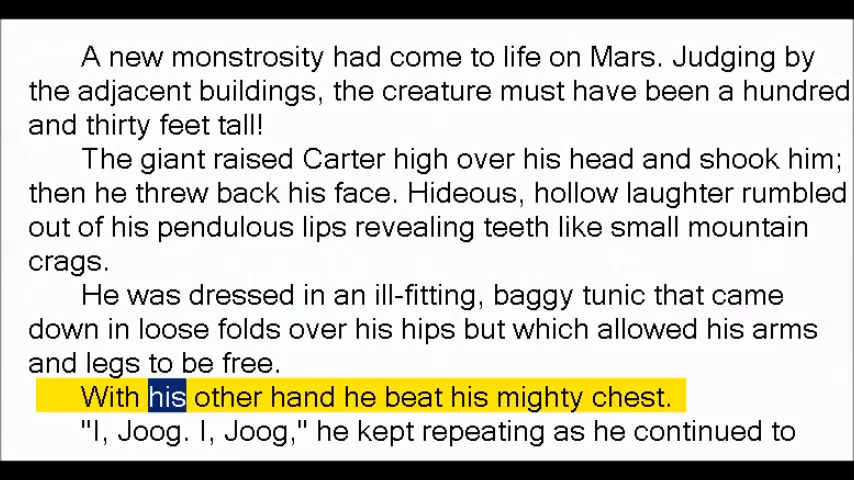 A new monstrosity had come to life on Mars. Judging by
the adjacent buildings, the creature must have been a hundred
and thirty feet tall!
The giant raised Carter high over his head and shook him;
then he threw back his face. Hideous, hollow laughter rumbled
out of his pendulous lips revealing teeth like small mountain
crags.
He was dressed in an ill-fitting, baggy tunic that came
down in loose folds over his hips but which allowed his arms
and legs to be free.
With his other hand he beat his mighty chest.
"I, Joog. I, Joog," he kept repeating as he continued to